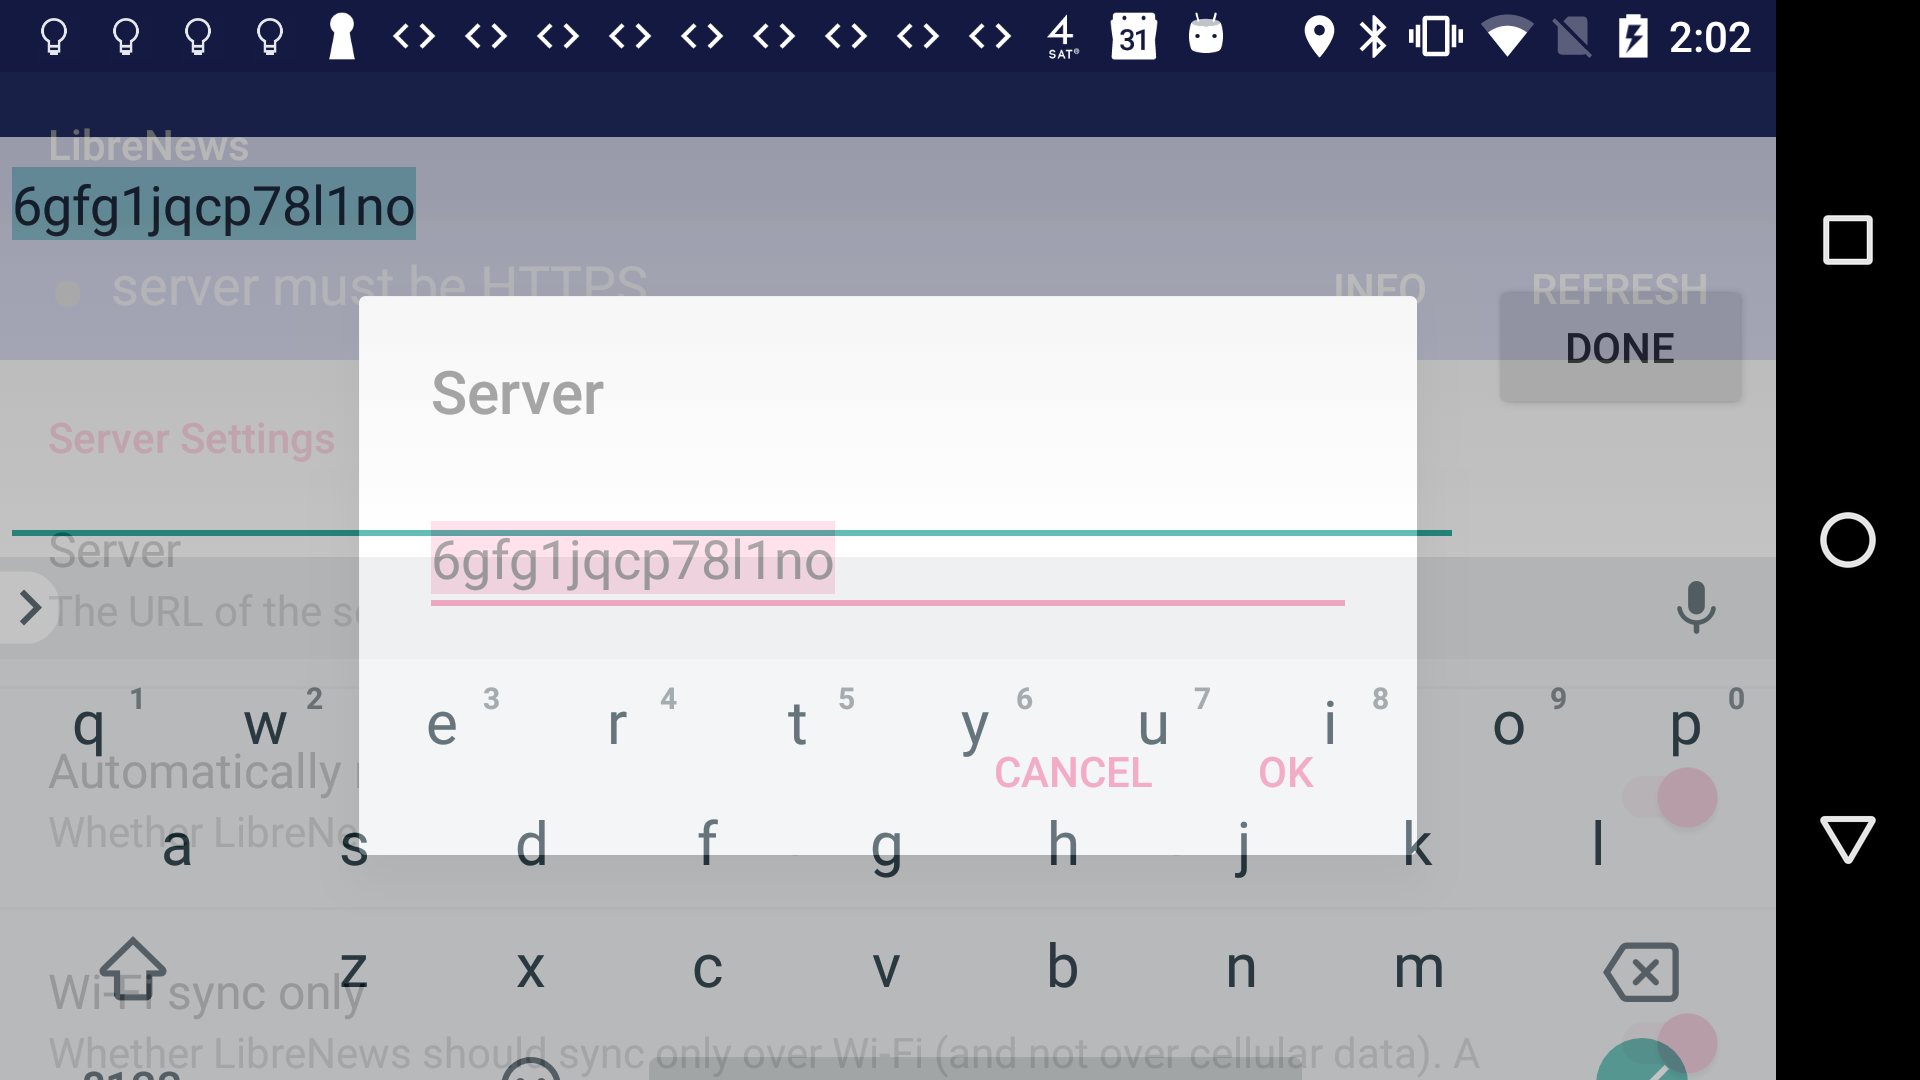 4 SAT 31 2:02
LibreNews
6gfg1jqcp78l1no
server must be HTTPS INFO REFRESH
DONE
Server
Server Settings
Server
6gfg1jqcp78l1no
The URL of the se
q 1 w 2 e 3 r 4 t 5 y 6 u 7 i 8 o 9 p 0
Automatically
CANCEL OK
Whether LibreNe
a s d f g h j k l
z x c v b n m
Wi-Fi sync only
Whether LibreNews should sync only over Wi-Fi (and not over cellular data). A